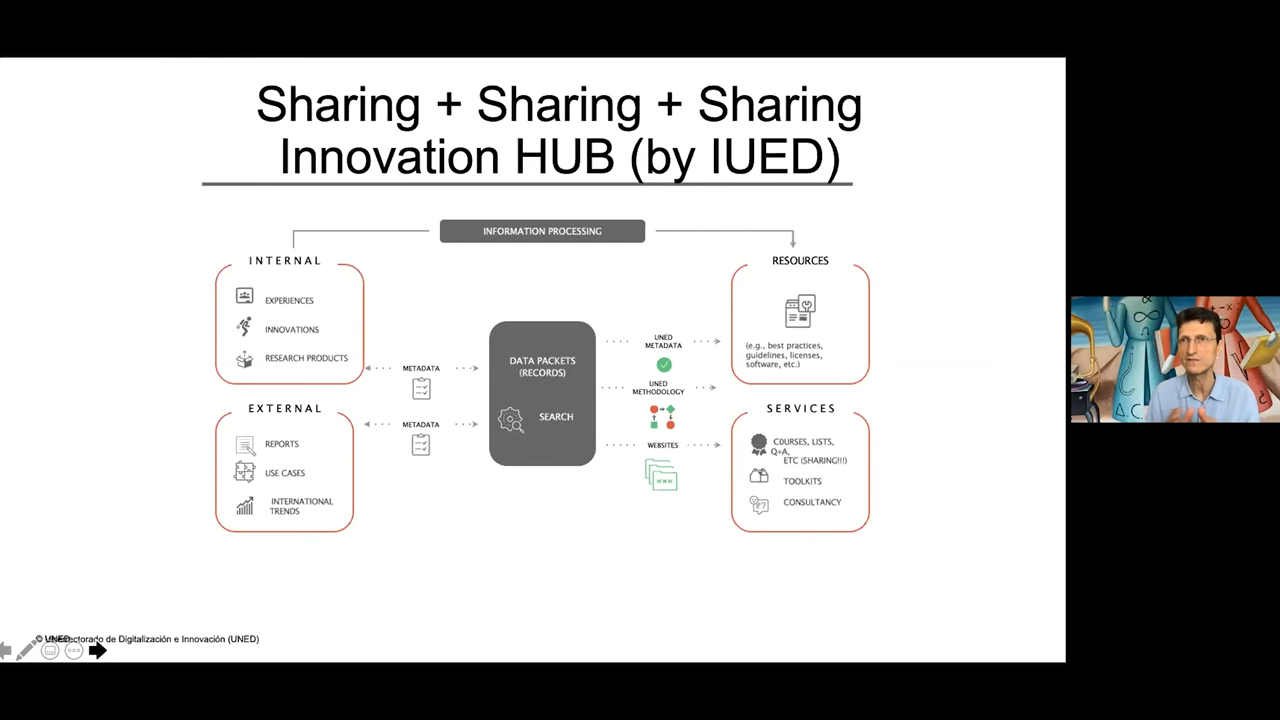 Sharing + Sharing + Sharing
Innovation HUB (by IUED)
INFORMATION PROCESSING
INTERNAL
EXPERIENCES
INNOVATIONS
RESEARCH PRODUCTS
EXTERNAL
REPORTS
USE CASES
INTERNATIONAL
TRENDS
METADATA
METADATA
DATA PACKETS
(RECORDS)
SEARCH
UNED
METADATA
UNED
METHODOLOGY
WEBSITES
RESOURCES
(e.g., best practices,
guidelines, licenses,
software, etc.)
SERVICES
COURSES, LISTS,
Q+A,
ETC (SHARING!!!)
TOOLKITS
CONSULTANCY
de Digitalización e Innovación (UNED)